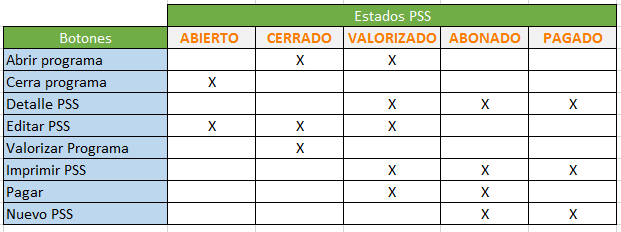 Estados PSS
Botones ABIERTO CERRADO VALORIZADO ABONADO PAGADO
Abrir programa X X
Cerra programa X
Detalle PSS X X X
Editar PSS X X X
Valorizar Programa X
Imprimir PSS X X X
Pagar X X
Nuevo PSS X X